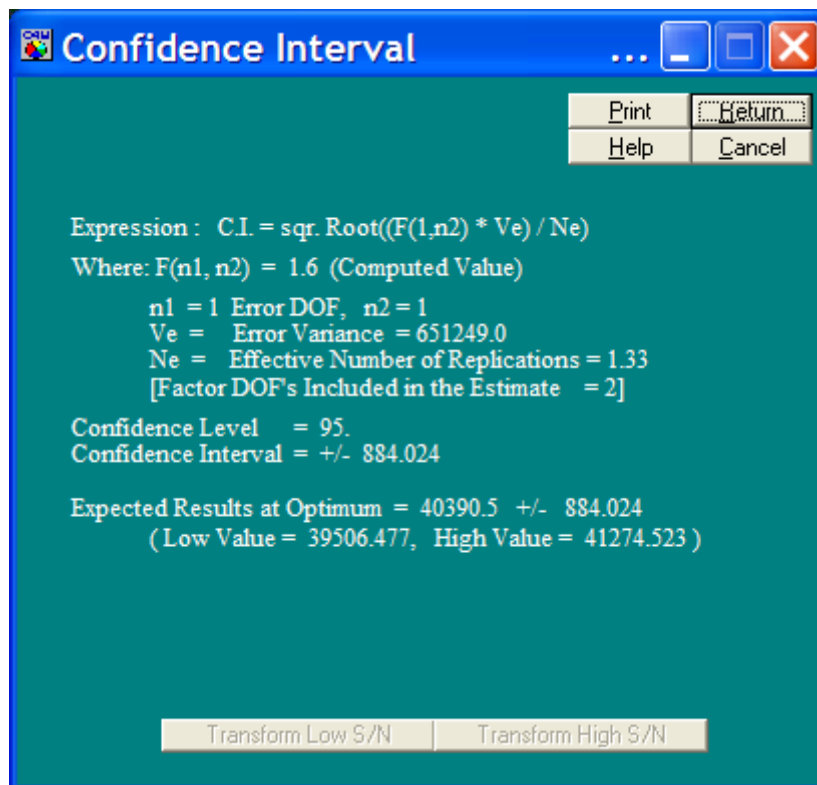 Confidence Interval ...
Print Return
Help Cancel
Expression : C.I. = sqr. Root((F(1,n2) * Ve) / Ne)
Where: F(n1, n2) = 1.6 (Computed Value)
n1 = 1 Error DOF, n2 = 1
Ve = Error Variance = 651249.0
Ne = Effective Number of Replications = 1.33
[Factor DOF's Included in the Estimate = 2]
Confidence Level = 95.
Confidence Interval = +/- 884.024
Expected Results at Optimum = 40390.5 +/- 884.024
( Low Value = 39506.477, High Value = 41274.523 )
Transform Low S/N Transform High S/N